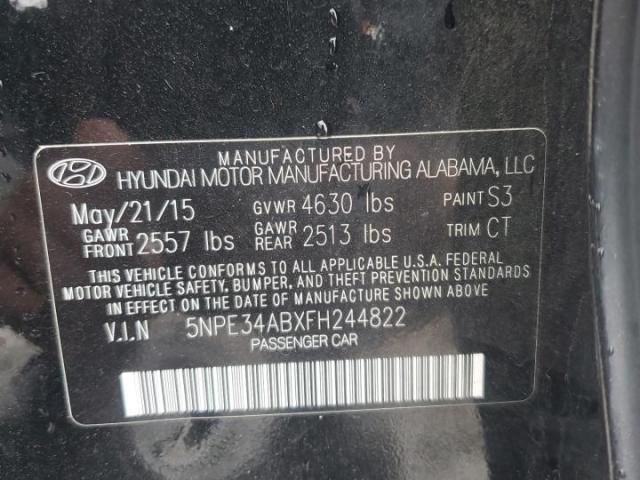 MANUFACTURED BY
HYUNDAI MOTOR MANUFACTURING ALABAMA, LLC
May/21/15 GVWR 4630 lbs PAINT S3
GAWR FRONT 2557 lbs GAWR REAR 2513 lbs TRIM CT
THIS VEHICLE CONFORMS TO ALL APPLICABLE U.S.A. FEDERAL
MOTOR VEHICLE SAFETY, BUMPER, AND THEFT PREVENTION STANDARDS
IN EFFECT ON THE DATE OF MANUFACTURE SHOWN ABOVE.
V.I.N 5NPE34ABXFH244822
PASSENGER CAR